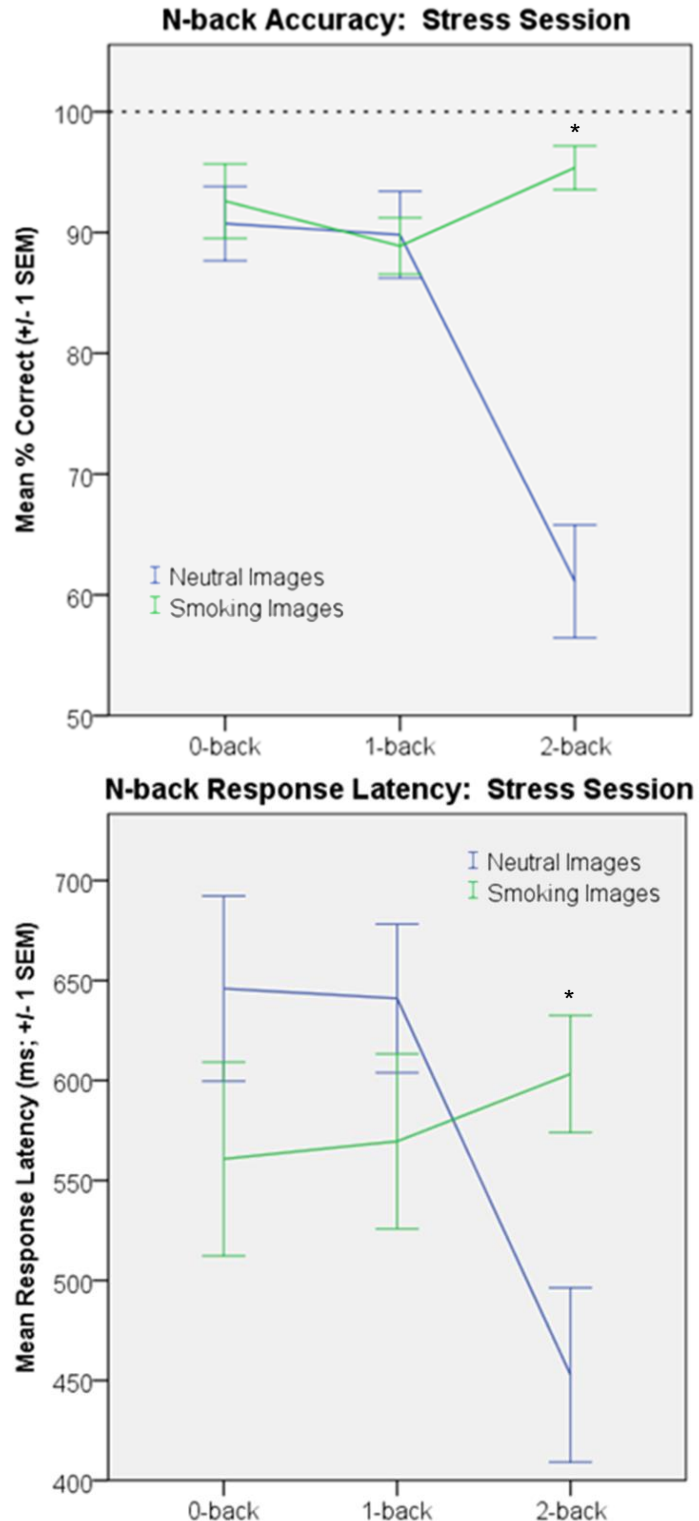 N-back Accuracy:  Stress Session
Mean % Correct (+/- 1 SEM)
100
90
80
70
60
50
*
Neutral Images
Smoking Images
0-back
1-back
2-back
N-back Response Latency:  Stress Session
Mean Response Latency (ms; +/- 1 SEM)
700
650
600
550
500
450
400
Neutral Images
Smoking Images
*
0-back
1-back
2-back